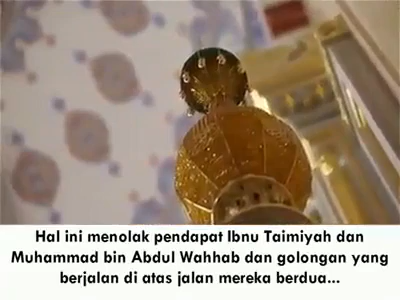 Hal ini menolak pendapat Ibnu Taimiyah dan
Muhammad bin Abdul Wahhab dan golongan yang
berjalan di atas jalan mereka berdua...